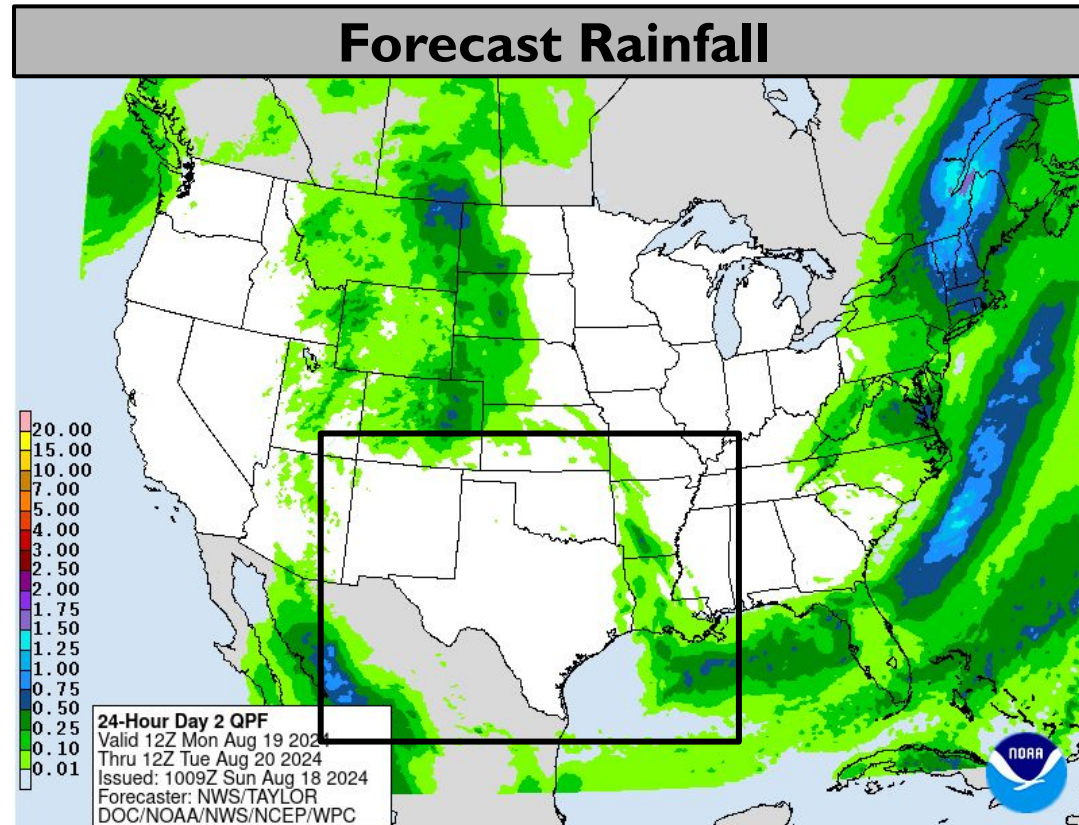 Forecast Rainfall
20.00
15.00
10.00
7.00
5.00
4.00
3.00
2.50
2.00
1.75
1.50
1.25
1.00
0.75
0.50
0.25
0.10
0.01
24-Hour Day 2 QPF
Valid 12Z Mon Aug 19 2024
Thru 12Z Tue Aug 20 2024
Issued: 1009Z Sun Aug 18 2024
Forecaster: NWS/TAYLOR
DOC/NOAA/NWS/NCEP/WPC
NOAA